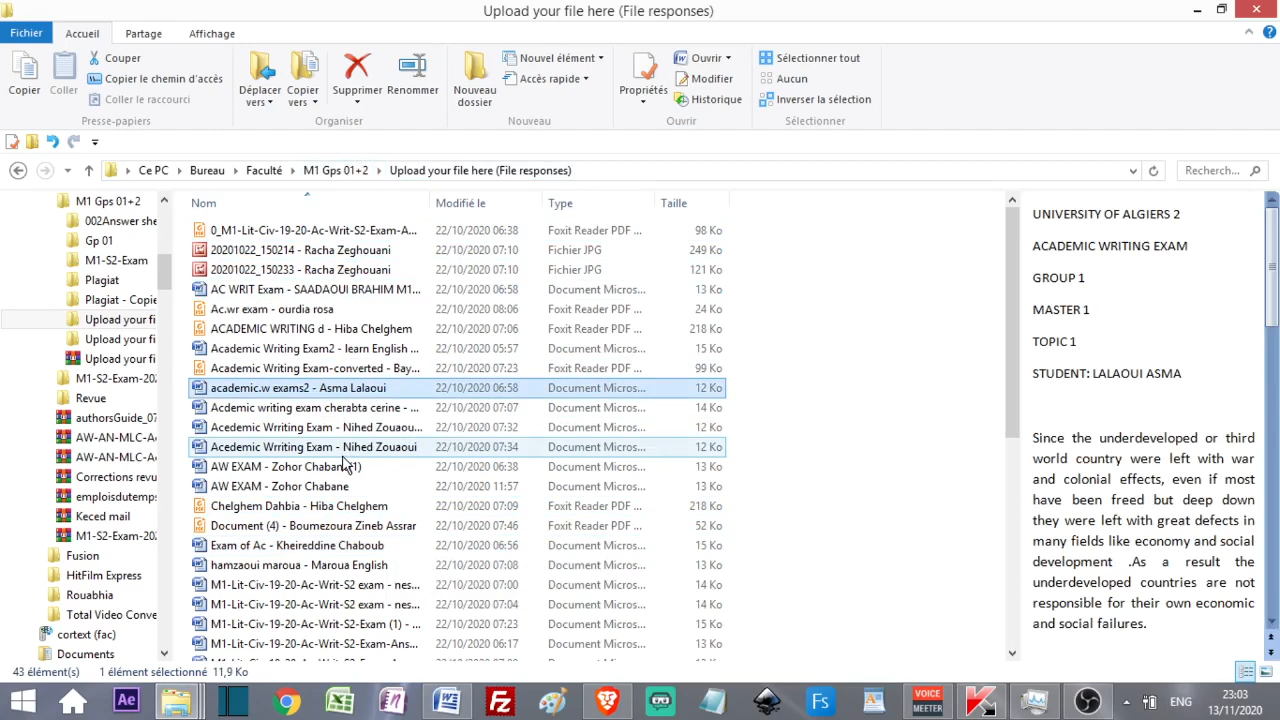 Upload your file here (File responses)
Fichier Accueil Partage Affichage
Copier
Coller
Couper
Copier le chemin d'accès
Coller le raccourci
Presse-papiers
Déplacer vers
Copier vers
Supprimer
Renommer
Organiser
Nouveau dossier
Nouvel élément
Accès rapide
Nouveau
Propriétés
Ouvrir
Modifier
Historique
Ouvrir
Sélectionner tout
Aucun
Inverser la sélection
Sélectionner
Ce PC Bureau Faculté M1 Gps 01+2 Upload your file here (File responses)
Recherch...
M1 Gps 01+2
002Answer she
Gp 01
M1-S2-Exam
Plagiat
Plagiat - Copie
Upload your fi
Upload your fi
Upload your fi
M1-S2-Exam-202
Revue
authorsGuide_07
AW-AN-MLC-Ac
AW-AN-MLC-Ac
Corrections revu
emploisdutemps
Keced mail
M1-S2-Exam-202
Fusion
HitFilm Express
Rouabhia
Total Video Conve
cortext (fac)
Documents
Nom Modifié le Type Taille
0_M1-Lit-Civ-19-20-Ac-Writ-S2-Exam-A... 22/10/2020 06:38 Foxit Reader PDF ... 98 Ko
20201022_150214 - Racha Zeghouani 22/10/2020 07:10 Fichier JPG 249 Ko
20201022_150233 - Racha Zeghouani 22/10/2020 07:10 Fichier JPG 121 Ko
AC WRIT Exam - SAADAOUI BRAHIM M1... 22/10/2020 06:58 Document Micros... 13 Ko
Ac.wr exam - ourdia rosa 22/10/2020 08:06 Foxit Reader PDF ... 24 Ko
ACADEMIC WRITING d - Hiba Chelghem 22/10/2020 07:06 Foxit Reader PDF ... 218 Ko
Academic Writing Exam2 - learn English ... 22/10/2020 05:57 Document Micros... 15 Ko
Academic Writing Exam-converted - Bay... 22/10/2020 07:23 Foxit Reader PDF ... 99 Ko
academic.w exams2 - Asma Lalaoui 22/10/2020 06:58 Document Micros... 12 Ko
Acdemic writing exam cherabta cerine - ... 22/10/2020 07:07 Document Micros... 14 Ko
Acedemic Wrriting Exam - Nihed Zouaou... 22/10/2020 07:32 Document Micros... 12 Ko
Acedemic Wrriting Exam - Nihed Zouaoui 22/10/2020 07:34 Document Micros... 12 Ko
AW EXAM - Zohor Chabane (1) 22/10/2020 06:38 Document Micros... 13 Ko
AW EXAM - Zohor Chabane 22/10/2020 11:57 Document Micros... 13 Ko
Chelghem Dahbia - Hiba Chelghem 22/10/2020 07:09 Foxit Reader PDF ... 218 Ko
Document (4) - Boumezoura Zineb Assrar 22/10/2020 07:46 Foxit Reader PDF ... 52 Ko
Exam of Ac - Kheireddine Chaboub 22/10/2020 06:56 Document Micros... 15 Ko
hamzaoui maroua - Maroua English 22/10/2020 07:08 Document Micros... 13 Ko
M1-Lit-Civ-19-20-Ac-Writ-S2 exam - nes... 22/10/2020 07:00 Document Micros... 14 Ko
M1-Lit-Civ-19-20-Ac-Writ-S2 exam - nes... 22/10/2020 07:04 Document Micros... 14 Ko
M1-Lit-Civ-19-20-Ac-Writ-S2-Exam (1) - ... 22/10/2020 07:23 Document Micros... 15 Ko
M1-Lit-Civ-19-20-Ac-Writ-S2-Exam-Ans... 22/10/2020 06:17 Document Micros... 13 Ko
UNIVERSITY OF ALGIERS 2
ACADEMIC WRITING EXAM
GROUP 1
MASTER 1
TOPIC 1
STUDENT: LALAOUI ASMA
Since the underdeveloped or third
world country were left with war
and colonial effects, even if most
have been freed but deep down
they were left with great defects in
many fields like economy and social
development .As a result the
underdeveloped countries are not
responsible for their own economic
and social failures.
43 élément(s) 1 élément sélectionné 11,9 Ko
Ae
Fs
VOICE MEETER
ENG
23:03
13/11/2020